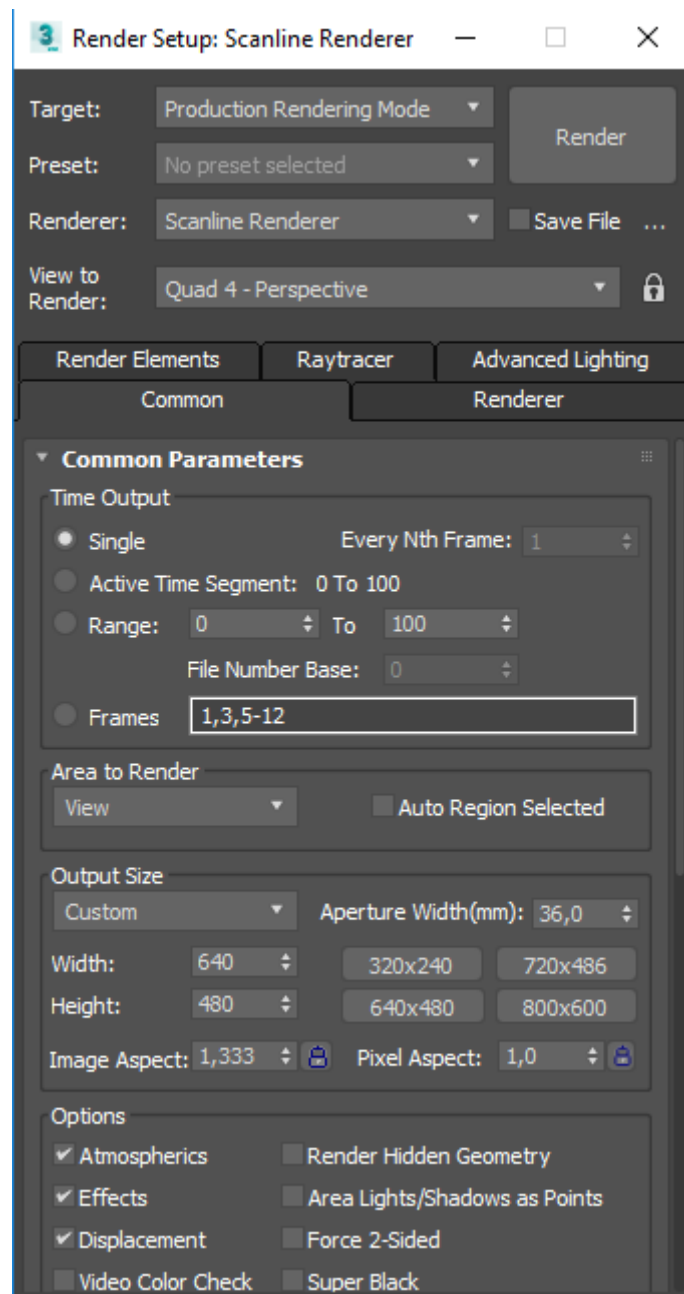 3 Render Setup: Scanline Renderer
Target: Production Rendering Mode
Render
Preset: No preset selected
Renderer: Scanline Renderer Save File ...
View to
Render: Quad 4 - Perspective
Render Elements Raytracer Advanced Lighting
Common Renderer
Common Parameters
Time Output
Single Every Nth Frame: 1
Active Time Segment: 0 To 100
Range: 0 To 100
File Number Base: 0
Frames 1,3,5-12
Area to Render
View Auto Region Selected
Output Size
Custom Aperture Width(mm): 36,0
Width: 640 320x240 720x486
Height: 480 640x480 800x600
Image Aspect: 1,333 Pixel Aspect: 1,0
Options
Atmospherics Render Hidden Geometry
Effects Area Lights/Shadows as Points
Displacement Force 2-Sided
Video Color Check Super Black